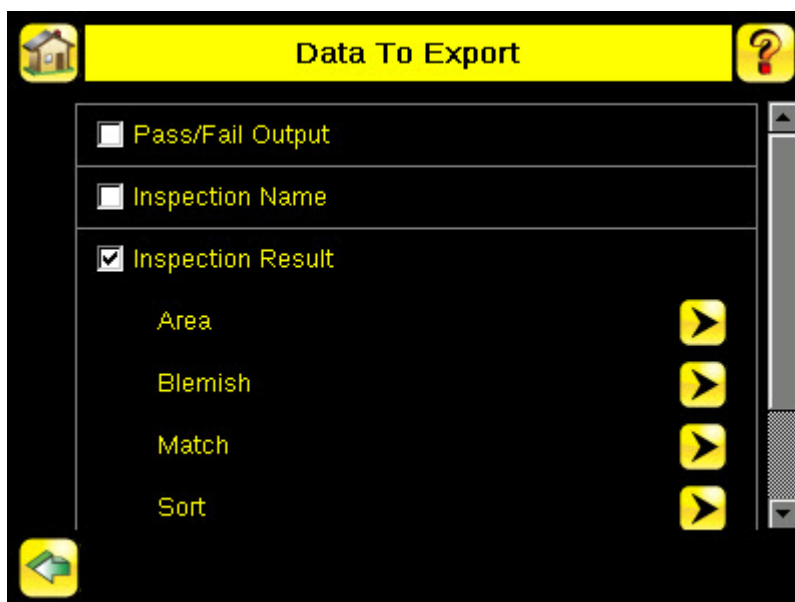 Data To Export
Pass/Fail Output
Inspection Name
Inspection Result
Area
Blemish
Match
Sort